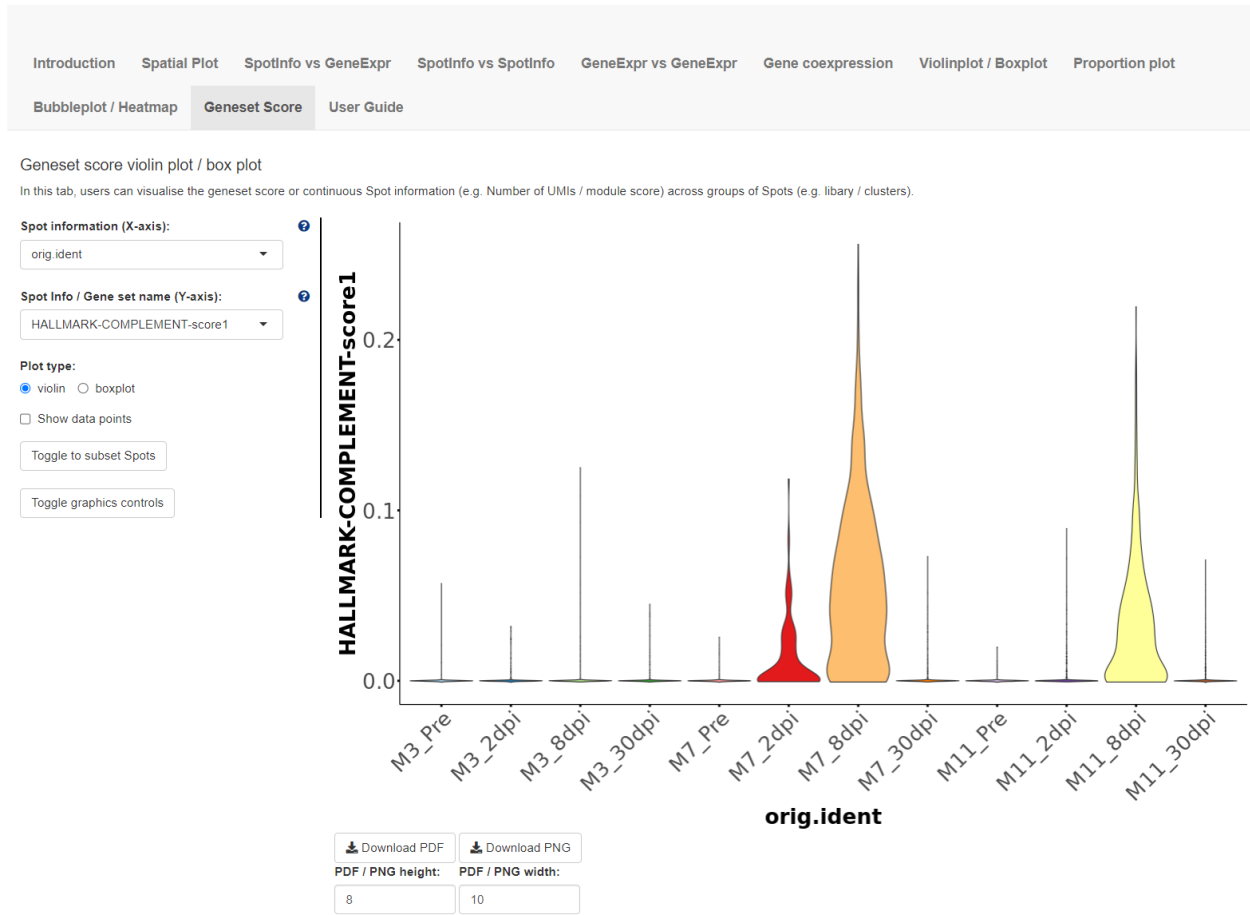 Introduction Spatial Plot SpotInfo vs GeneExpr SpotInfo vs SpotInfo GeneExpr vs GeneExpr Gene coexpression Violinplot / Boxplot Proportion plot
Bubbleplot / Heatmap Geneset Score User Guide
Geneset score violin plot / box plot
In this tab, users can visualise the geneset score or continuous Spot information (e.g. Number of UMIs / module score) across groups of Spots (e.g. libary / clusters).
Spot information (X-axis):
orig.ident
Spot Info / Gene set name (Y-axis):
HALLMARK-COMPLEMENT-score1
Plot type:
violin boxplot
Show data points
Toggle to subset Spots
Toggle graphics controls
HALLMARK-COMPLEMENT-score1
0.2
0.1
0.0
M3_Pre M3_2dpi M3_8dpi M3_30dpi M7_Pre M7_2dpi M7_8dpi M7_30dpi M11_Pre M11_2dpi M11_8dpi M11_30dpi
orig.ident
Download PDF Download PNG
PDF / PNG height: PDF / PNG width:
8 10